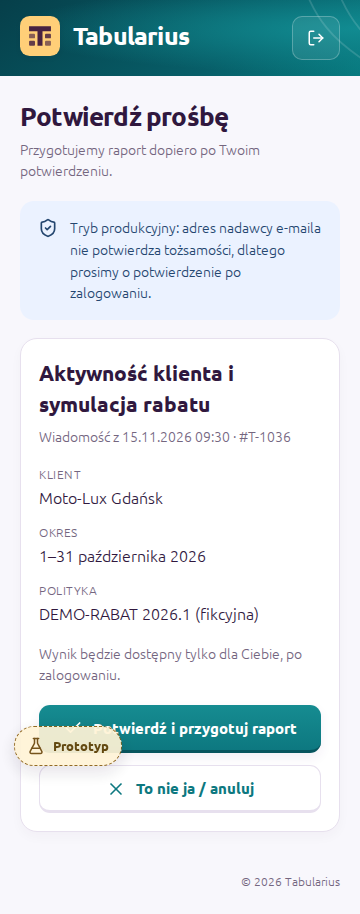 Tabularius
Potwierdź prośbę
Przygotujemy raport dopiero po Twoim
potwierdzeniu.
Tryb produkcyjny: adres nadawcy e-maila
nie potwierdza tożsamości, dlatego
prosimy o potwierdzenie po
zalogowaniu.
Aktywność klienta i
symulacja rabatu
Wiadomość z 15.11.2026 09:30 · #T-1036
KLIENT
Moto-Lux Gdańsk
OKRES
1–31 października 2026
POLITYKA
DEMO-RABAT 2026.1 (fikcyjna)
Wynik będzie dostępny tylko dla Ciebie, po
zalogowaniu.
Potwierdź i przygotuj raport
Prototyp
To nie ja / anuluj
© 2026 Tabularius